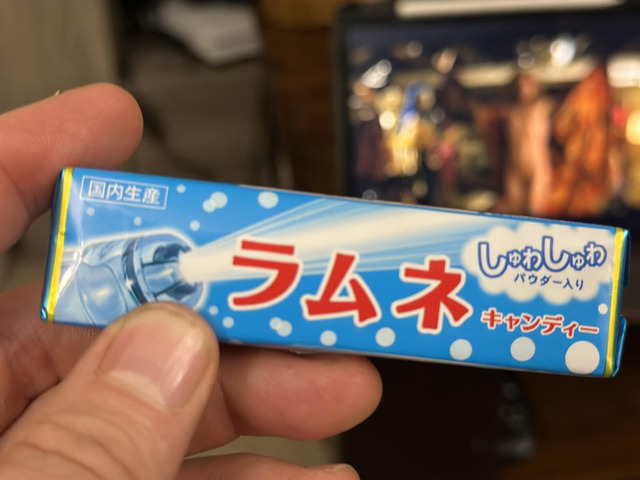 国内生産
ラムネ
キャンディー
しゅわしゅわ
パウダー入り